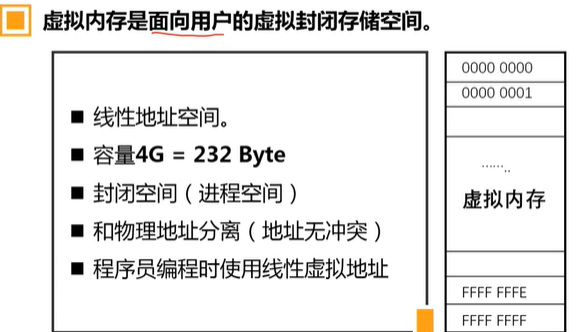 虚拟内存是面向用户的虚拟封闭存储空间。
■ 线性地址空间。
■ 容量4G = 232 Byte
■ 封闭空间（进程空间）
■ 和物理地址分离（地址无冲突）
■ 程序员编程时使用线性虚拟地址
0000 0000
0000 0001
……..
虚拟内存
FFFF FFFE
FFFF FFFF